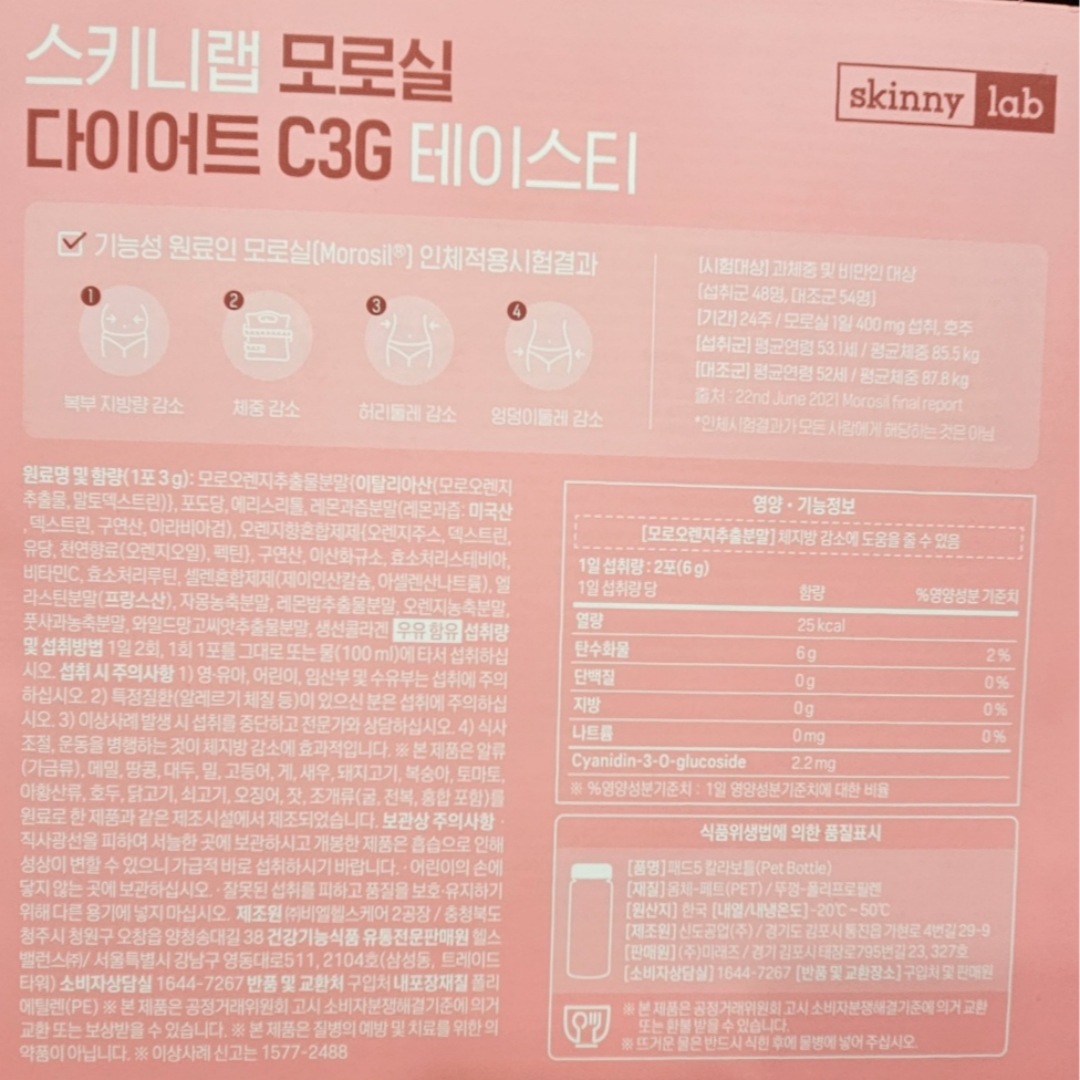 스키니랩 모로실
다이어트 C3G 테이스티
skinny lab
기능성 원료인 모로실(Morosil®) 인체적용시험결과
1
복부 지방량 감소
2
체중 감소
3
허리둘레 감소
4
엉덩이둘레 감소
[시험대상] 과체중 및 비만인 대상
(섭취군 48명, 대조군 54명)
[기간] 24주 / 모로실 1일 400 mg 섭취, 호주
[섭취군] 평균연령 53.1세 / 평균체중 85.5 kg
[대조군] 평균연령 52세 / 평균체중 87.8 kg
출처 : 22nd June 2021 Morosil final report
*인체시험결과가 모든 사람에게 해당하는 것은 아님
원료명 및 함량(1포 3 g): 모로오렌지추출물분말{이탈리아산(모로오렌지
추출물, 말토덱스트린)}, 포도당, 에리스리톨, 레몬과즙분말(레몬과즙: 미국산
, 덱스트린, 구연산, 아라비아검), 오렌지향혼합제제(오렌지주스, 덱스트린,
유당, 천연향료(오렌지오일), 펙틴}, 구연산, 이산화규소, 효소처리스테비아,
비타민C, 효소처리루틴, 셀렌혼합제제(제이인산칼슘, 아셀렌산나트륨), 엘
라스틴분말(프랑스산), 자몽농축분말, 레몬밤추출물분말, 오렌지농축분말,
풋사과농축분말, 와일드망고씨앗추출물분말, 생선콜라겐 우유 함유 섭취량
및 섭취방법 1일 2회, 1회 1포를 그대로 또는 물(100 ml)에 타서 섭취하십
시오. 섭취 시 주의사항 1) 영·유아, 어린이, 임산부 및 수유부는 섭취에 주의
하십시오. 2) 특정질환(알레르기 체질 등)이 있으신 분은 섭취에 주의하십
시오. 3) 이상사례 발생 시 섭취를 중단하고 전문가와 상담하십시오. 4) 식사
조절, 운동을 병행하는 것이 체지방 감소에 효과적입니다. ※ 본 제품은 알류
(가금류), 메밀, 땅콩, 대두, 밀, 고등어, 게, 새우, 돼지고기, 복숭아, 토마토,
아황산류, 호두, 닭고기, 쇠고기, 오징어, 잣, 조개류(굴, 전복, 홍합 포함)를
원료로 한 제품과 같은 제조시설에서 제조되었습니다. 보관상 주의사항 ·
직사광선을 피하여 서늘한 곳에 보관하시고 개봉한 제품은 흡습으로 인해
성상이 변할 수 있으니 가급적 바로 섭취하시기 바랍니다. · 어린이의 손에
닿지 않는 곳에 보관하십시오. · 잘못된 섭취를 피하고 품질을 보호·유지하기
위해 다른 용기에 넣지 마십시오. 제조원 ㈜비엘헬스케어 2공장 / 충청북도
청주시 청원구 오창읍 양청송대길 38 건강기능식품 유통전문판매원 헬스
밸런스㈜ / 서울특별시 강남구 영동대로511, 2104호(삼성동, 트레이드
타워) 소비자상담실 1644-7267 반품 및 교환처 구입처 내포장재질 폴리
에틸렌(PE) ※ 본 제품은 공정거래위원회 고시 소비자분쟁해결기준에 의거
교환 또는 보상받을 수 있습니다. ※ 본 제품은 질병의 예방 및 치료를 위한 의
약품이 아닙니다. ※ 이상사례 신고는 1577-2488
영양 · 기능정보
[모로오렌지추출분말] 체지방 감소에 도움을 줄 수 있음
1일 섭취량 : 2포(6 g)
1일 섭취량 당 함량 %영양성분 기준치
열량 25 kcal
탄수화물 6 g 2 %
단백질 0 g 0 %
지방 0 g 0 %
나트륨 0 mg 0 %
Cyanidin-3-O-glucoside 2.2 mg
※ %영양성분기준치 : 1일 영양성분기준치에 대한 비율
식품위생법에 의한 품질표시
[품명] 패드5 칼라보틀(Pet Bottle)
[재질] 몸체-페트(PET) / 뚜껑-폴리프로필렌
[원산지] 한국 [내열/내냉온도] -20℃ ~ 50℃
[제조원] 신도공업(주) / 경기도 김포시 통진읍 가현로 4번길 29-9
[판매원] (주)미래즈 / 경기 김포시 태장로795번길 23, 327호
[소비자상담실] 1644-7267 [반품 및 교환장소] 구입처 및 판매원
※ 본 제품은 공정거래위원회 고시 소비자분쟁해결기준에 의거 교환
또는 환불 받을 수 있습니다.
※ 뜨거운 물은 반드시 식힌 후에 물병에 넣어 주십시오.